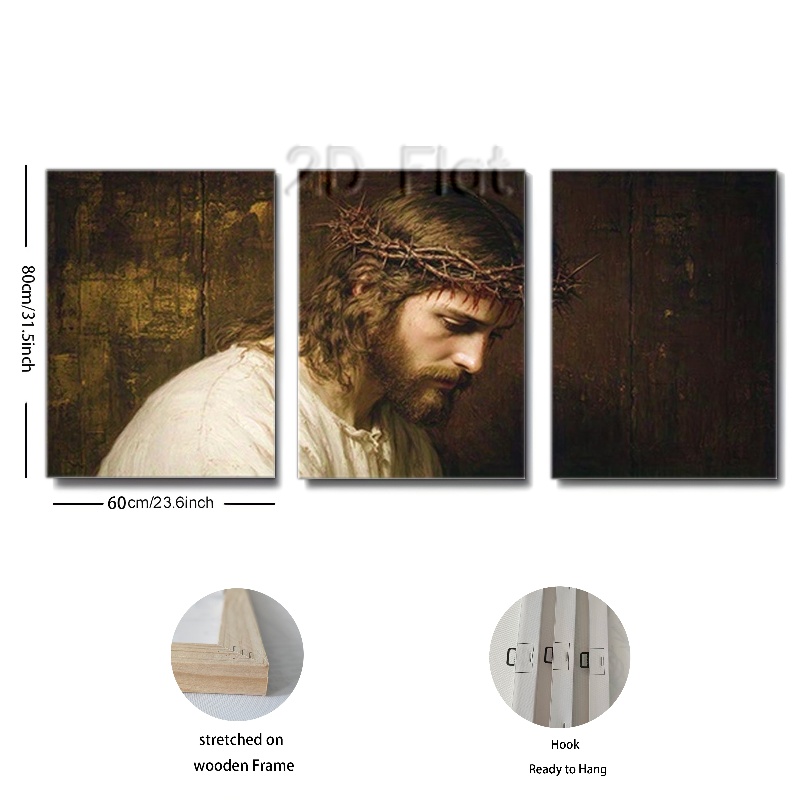 2D Flat
80cm/31.5inch
60cm/23.6inch
stretched on
wooden Frame
Hook
Ready to Hang